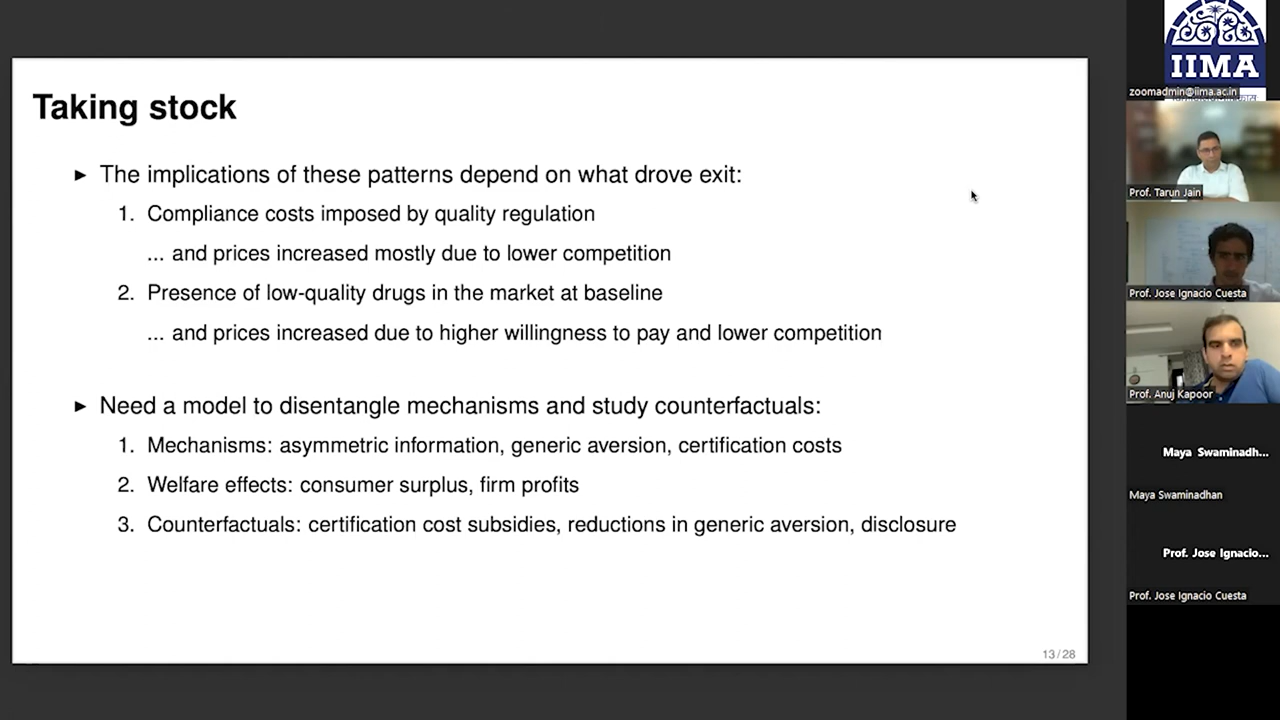 Taking stock
► The implications of these patterns depend on what drove exit:
1. Compliance costs imposed by quality regulation
... and prices increased mostly due to lower competition
2. Presence of low-quality drugs in the market at baseline
... and prices increased due to higher willingness to pay and lower competition
► Need a model to disentangle mechanisms and study counterfactuals:
1. Mechanisms: asymmetric information, generic aversion, certification costs
2. Welfare effects: consumer surplus, firm profits
3. Counterfactuals: certification cost subsidies, reductions in generic aversion, disclosure
13/28
IIMA
zoomadmin@iima.ac.in
Prof. Tarun Jain
Prof. Jose Ignacio Cuesta
Prof. Anuj Kapoor
Maya Swaminadh...
Maya Swaminadhan
Prof. Jose Ignacio...
Prof. Jose Ignacio Cuesta